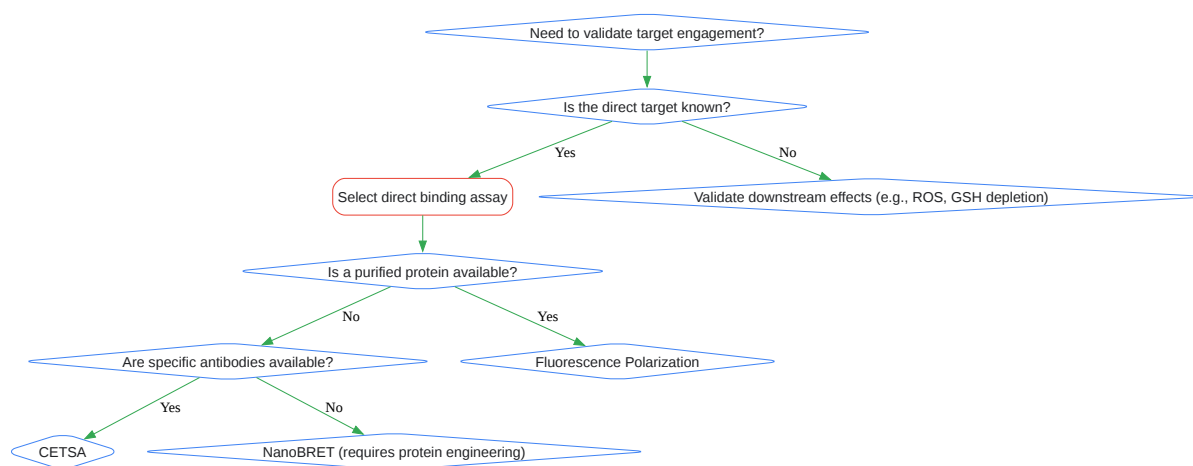 Need to validate target engagement?
Is the direct target known?
Yes
No
Select direct binding assay
Validate downstream effects (e.g., ROS, GSH depletion)
Is a purified protein available?
No
Yes
Are specific antibodies available?
Fluorescence Polarization
Yes
No
CETSA
NanoBRET (requires protein engineering)